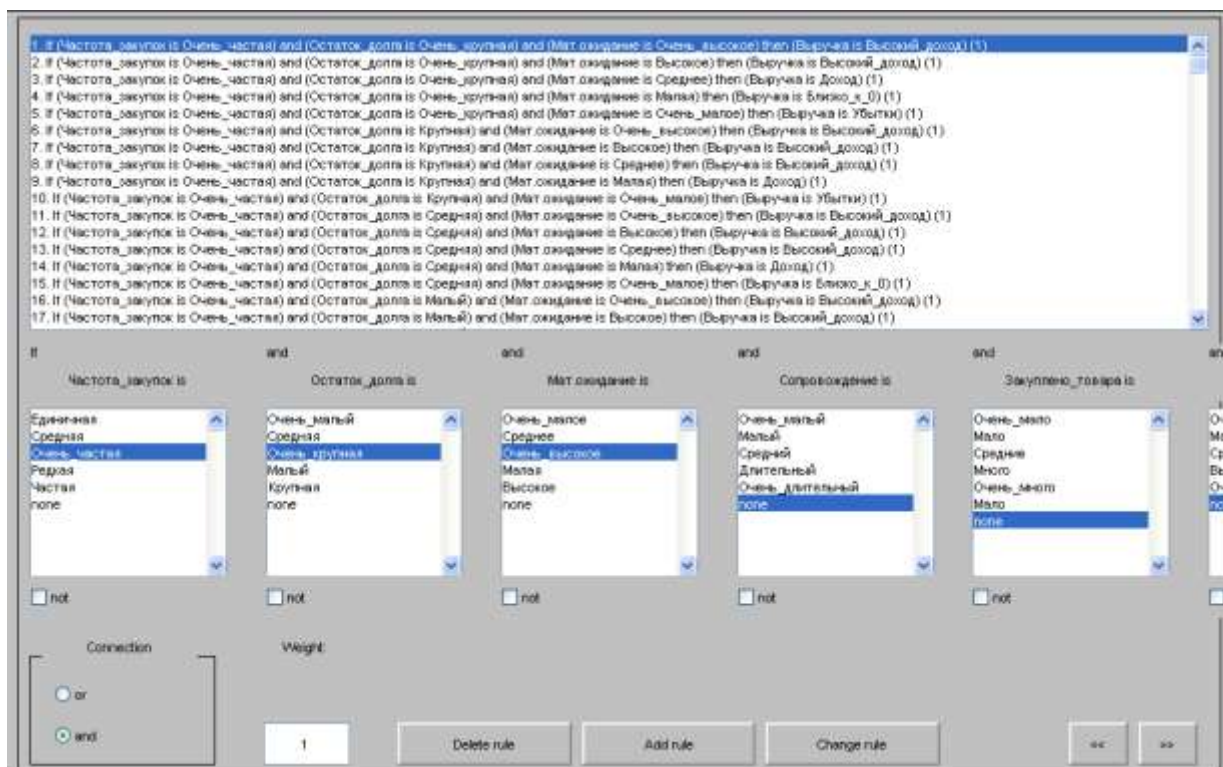 1. If (Частота_закупок is Очень_частая) and (Остаток_долга is Очень_крупная) and (Мат.ожидание is Очень_высокое) then (Выручка is Высокий_доход) (1)
2. If (Частота_закупок is Очень_частая) and (Остаток_долга is Очень_крупная) and (Мат.ожидание is Высокое) then (Выручка is Высокий_доход) (1)
3. If (Частота_закупок is Очень_частая) and (Остаток_долга is Очень_крупная) and (Мат.ожидание is Среднее) then (Выручка is Доход) (1)
4. If (Частота_закупок is Очень_частая) and (Остаток_долга is Очень_крупная) and (Мат.ожидание is Малая) then (Выручка is Близко_к_0) (1)
5. If (Частота_закупок is Очень_частая) and (Остаток_долга is Очень_крупная) and (Мат.ожидание is Очень_малое) then (Выручка is Убытки) (1)
6. If (Частота_закупок is Очень_частая) and (Остаток_долга is Крупная) and (Мат.ожидание is Очень_высокое) then (Выручка is Высокий_доход) (1)
7. If (Частота_закупок is Очень_частая) and (Остаток_долга is Крупная) and (Мат.ожидание is Высокое) then (Выручка is Высокий_доход) (1)
8. If (Частота_закупок is Очень_частая) and (Остаток_долга is Крупная) and (Мат.ожидание is Среднее) then (Выручка is Высокий_доход) (1)
9. If (Частота_закупок is Очень_частая) and (Остаток_долга is Крупная) and (Мат.ожидание is Малая) then (Выручка is Доход) (1)
10. If (Частота_закупок is Очень_частая) and (Остаток_долга is Крупная) and (Мат.ожидание is Очень_малое) then (Выручка is Убытки) (1)
11. If (Частота_закупок is Очень_частая) and (Остаток_долга is Средняя) and (Мат.ожидание is Очень_высокое) then (Выручка is Высокий_доход) (1)
12. If (Частота_закупок is Очень_частая) and (Остаток_долга is Средняя) and (Мат.ожидание is Высокое) then (Выручка is Высокий_доход) (1)
13. If (Частота_закупок is Очень_частая) and (Остаток_долга is Средняя) and (Мат.ожидание is Среднее) then (Выручка is Высокий_доход) (1)
14. If (Частота_закупок is Очень_частая) and (Остаток_долга is Средняя) and (Мат.ожидание is Малая) then (Выручка is Доход) (1)
15. If (Частота_закупок is Очень_частая) and (Остаток_долга is Средняя) and (Мат.ожидание is Очень_малое) then (Выручка is Близко_к_0) (1)
16. If (Частота_закупок is Очень_частая) and (Остаток_долга is Малый) and (Мат.ожидание is Очень_высокое) then (Выручка is Высокий_доход) (1)
17. If (Частота_закупок is Очень_частая) and (Остаток_долга is Малый) and (Мат.ожидание is Высокое) then (Выручка is Высокий_доход) (1)
If and and and and
Частота_закупок is Остаток_долга is Мат.ожидание is Сопровождение is Закуплено_товара is
Единичная Очень_малый Очень_малое Очень_малый Очень_мало
Средняя Средняя Среднее Малый Мало
Очень_частая Очень_крупная Очень_высокое Средний Средние
Редкая Малый Малая Длительный Много
Частая Крупная Высокое Очень_длительный Очень_много
none none none none Мало
none
not not not not not
Connection Weight:
or
and 1 Delete rule Add rule Change rule << >>